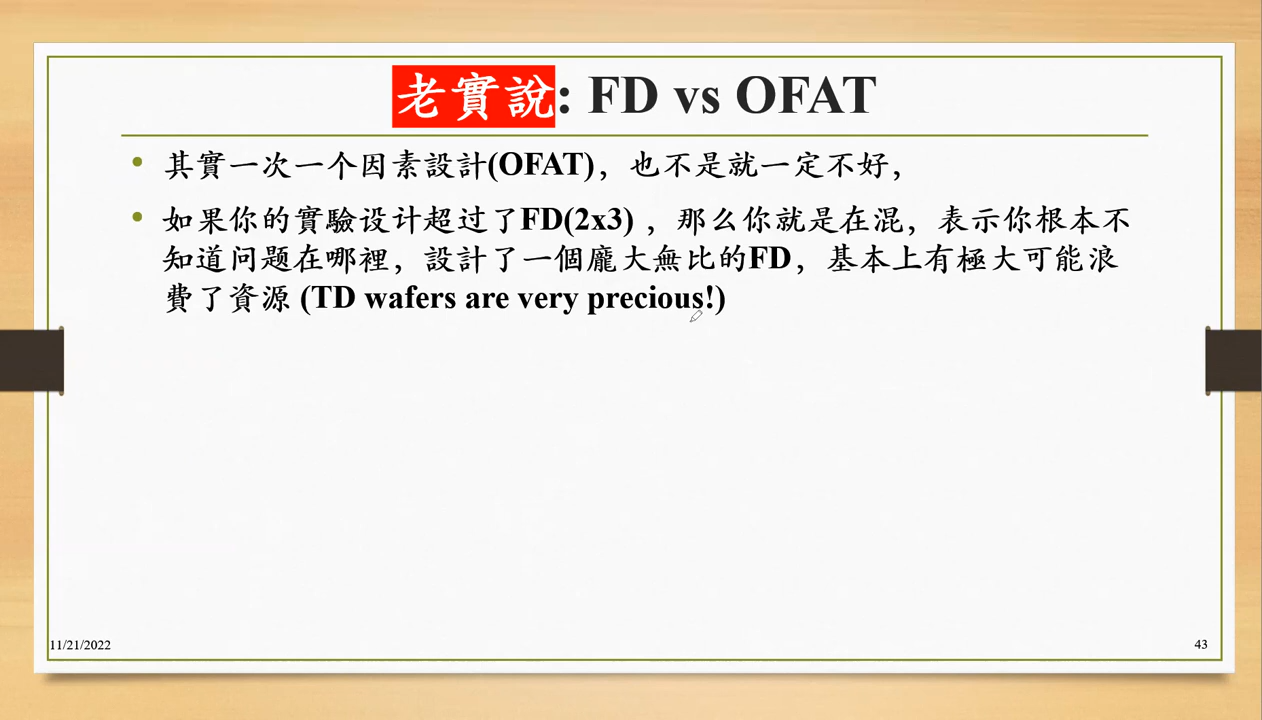 老實說: FD vs OFAT
• 其實一次一个因素設計(OFAT)，也不是就一定不好，
• 如果你的實驗设计超过了FD(2x3) ，那么你就是在混，表示你根本不
知道问题在哪裡，設計了一個龐大無比的FD，基本上有極大可能浪
費了資源 (TD wafers are very precious!)
11/21/2022
43